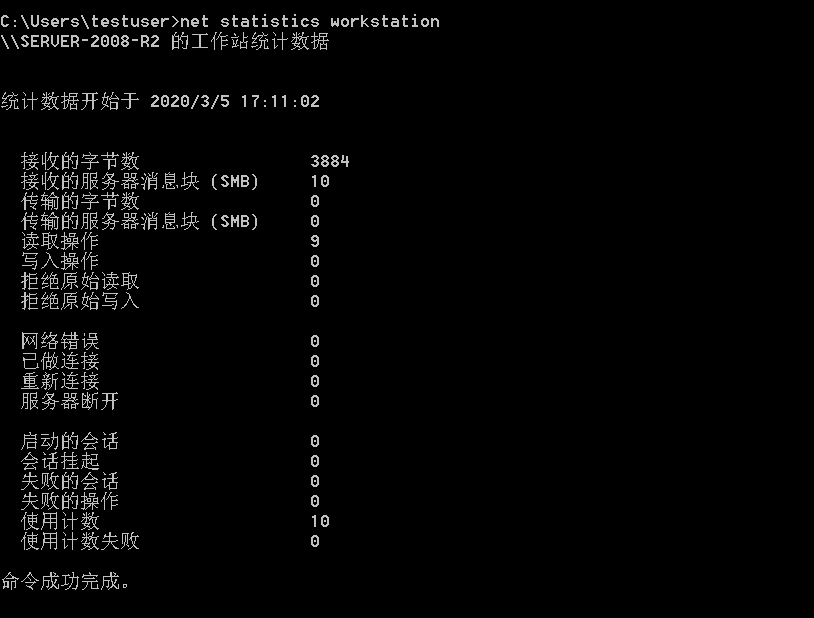 C:\Users\testuser>net statistics workstation
\\SERVER-2008-R2 的工作站统计数据
统计数据开始于 2020/3/5 17:11:02
接收的字节数 3884
接收的服务器消息块 (SMB) 10
传输的字节数 0
传输的服务器消息块 (SMB) 0
读取操作 9
写入操作 0
拒绝原始读取 0
拒绝原始写入 0
网络错误 0
已做连接 0
重新连接 0
服务器断开 0
启动的会话 0
会话挂起 0
失败的会话 0
失败的操作 0
使用计数 10
使用计数失败 0
命令成功完成。